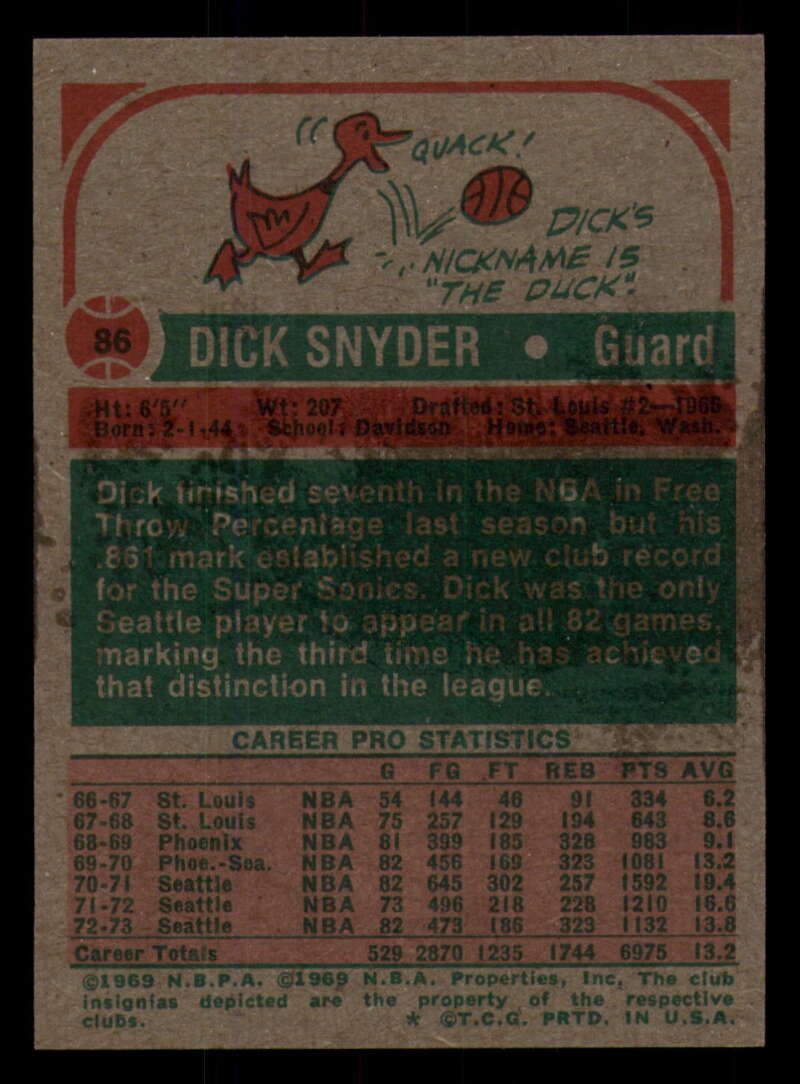 QUACK!
DICK'S
NICKNAME IS
"THE DUCK".
86 DICK SNYDER • Guard
Ht: 6'5" Wt: 207 Drafted: St. Louis #2—1966
Born: 2-1-44 School: Davidson Home: Seattle, Wash.
Dick finished seventh in the NBA in Free
Throw Percentage last season but his
.861 mark established a new club record
for the Super Sonics. Dick was the only
Seattle player to appear in all 82 games,
marking the third time he has achieved
that distinction in the league.
CAREER PRO STATISTICS
G FG FT REB PTS AVG
66-67 St. Louis NBA 54 144 46 91 334 6.2
67-68 St. Louis NBA 75 257 129 194 643 8.6
68-69 Phoenix NBA 81 399 185 328 983 9.1
69-70 Phoe.-Sea. NBA 82 456 169 323 1081 13.2
70-71 Seattle NBA 82 645 302 257 1592 19.4
71-72 Seattle NBA 73 496 218 228 1210 16.6
72-73 Seattle NBA 82 473 186 323 1132 13.8
Career Totals 529 2870 1235 1744 6975 13.2
©1969 N.B.P.A. ©1969 N.B.A. Properties, Inc. The club
insignias depicted are the property of the respective
clubs. * ©T.C.G. PRTD. IN U.S.A.